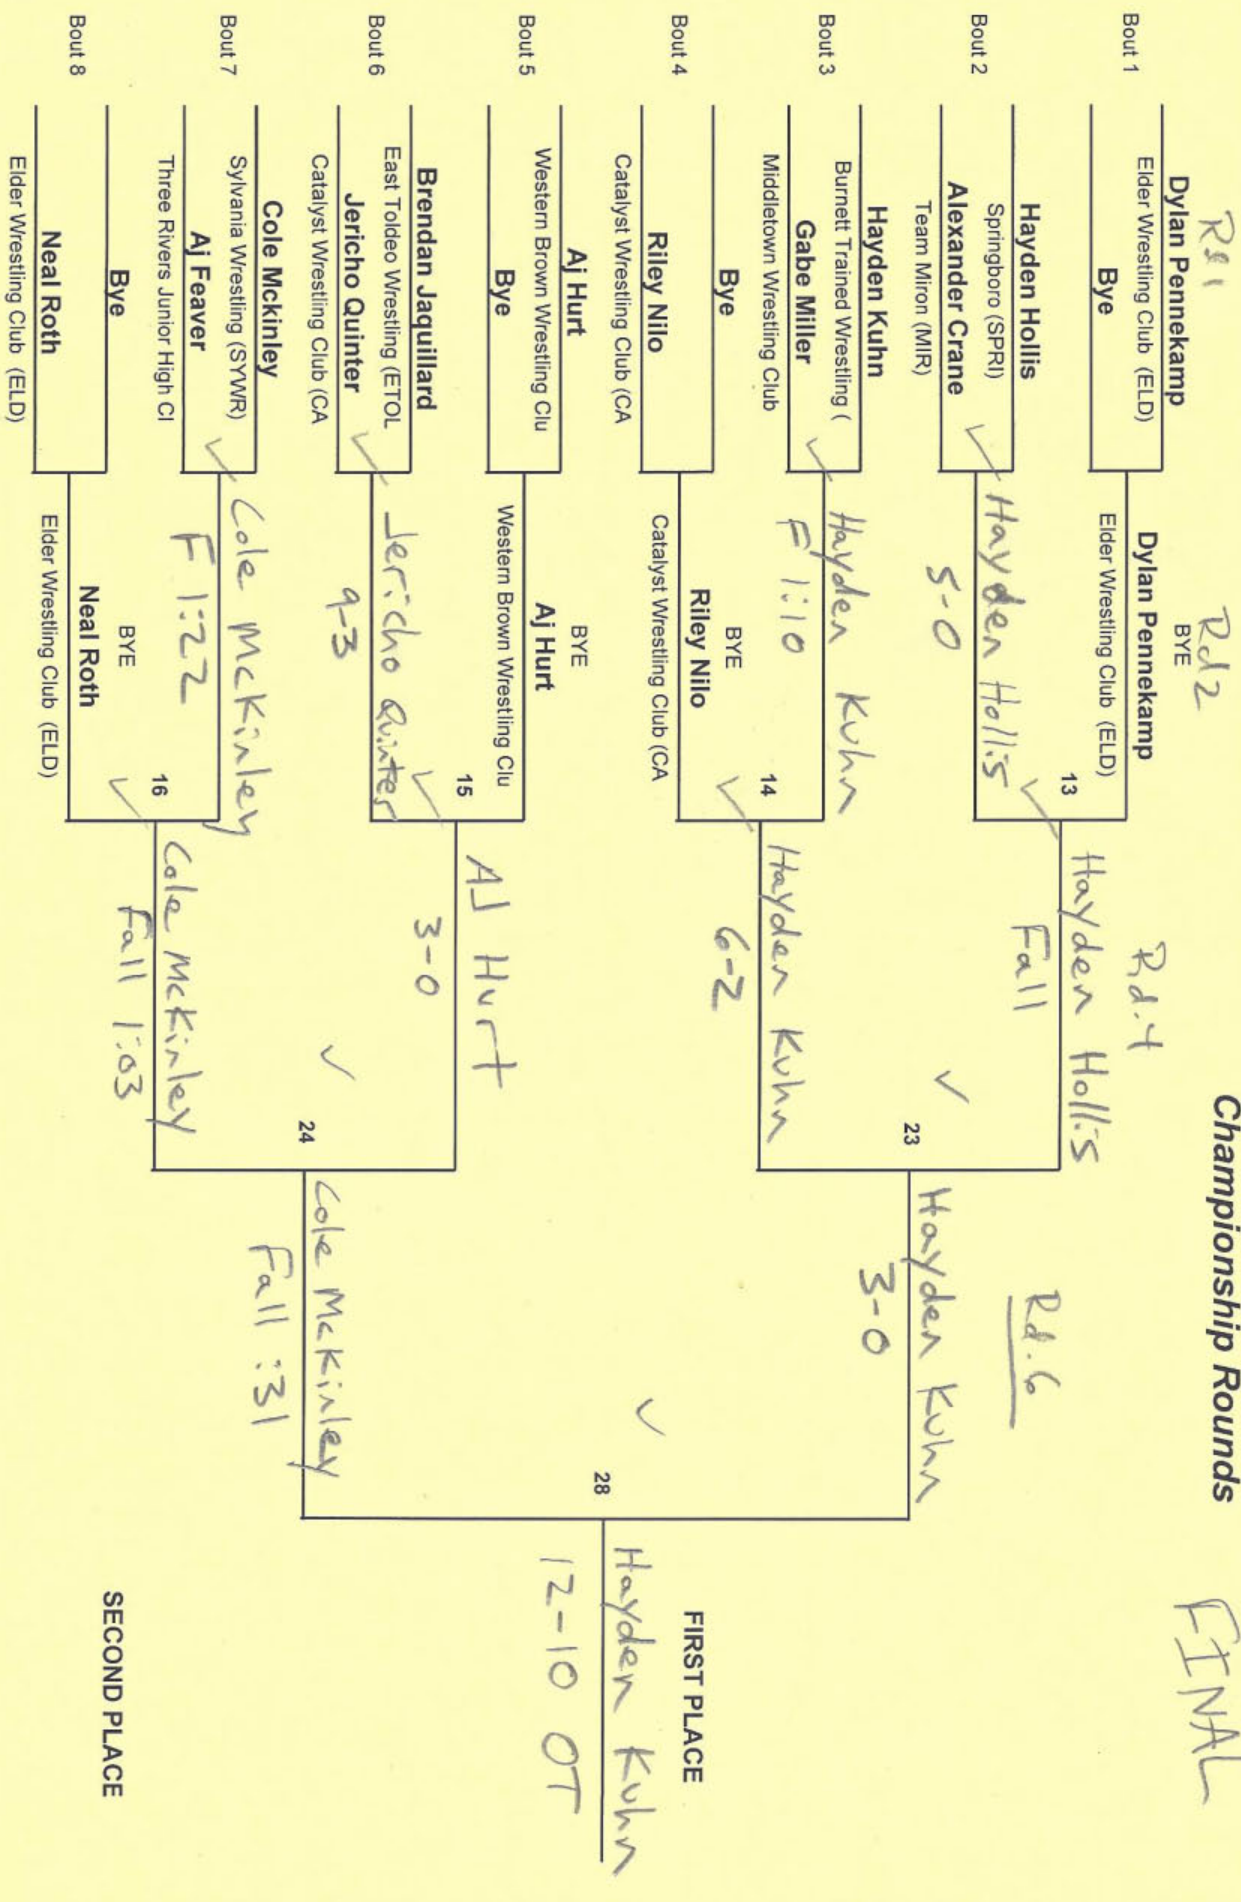 Championship Rounds
FINAL
Rd 1
Rd2
Rd.4
Rd.6
Bout 1
Dylan Pennekamp
Elder Wrestling Club (ELD)
Bye
BYE
Dylan Pennekamp
Elder Wrestling Club (ELD)
Bout 2
Hayden Hollis
Springboro (SPRI)
Alexander Crane
Team Miron (MIR)
Hayden Hollis
5-0
13
Hayden Hollis
Fall
Bout 3
Hayden Kuhn
Burnett Trained Wrestling (
Gabe Miller
Middletown Wrestling Club
Hayden Kuhn
F 1:10
Bout 4
Bye
Riley Nilo
Catalyst Wrestling Club (CA
BYE
Riley Nilo
Catalyst Wrestling Club (CA
14
Hayden Kuhn
6-2
23
Hayden Kuhn
3-0
Bout 5
Aj Hurt
Western Brown Wrestling Clu
Bye
BYE
Aj Hurt
Western Brown Wrestling Clu
Bout 6
Brendan Jaquillard
East Toldeo Wrestling (ETOL
Jericho Quinter
Catalyst Wrestling Club (CA
Jericho Quinter
9-3
15
AJ Hurt
3-0
Bout 7
Cole Mckinley
Sylvania Wrestling (SYWR)
Aj Feaver
Three Rivers Junior High Cl
Cole McKinley
F 1:22
Bout 8
Bye
Neal Roth
Elder Wrestling Club (ELD)
BYE
Neal Roth
Elder Wrestling Club (ELD)
16
Cole McKinley
Fall 1:03
24
Cole McKinley
Fall :31
28
FIRST PLACE
Hayden Kuhn
12-10 OT
SECOND PLACE